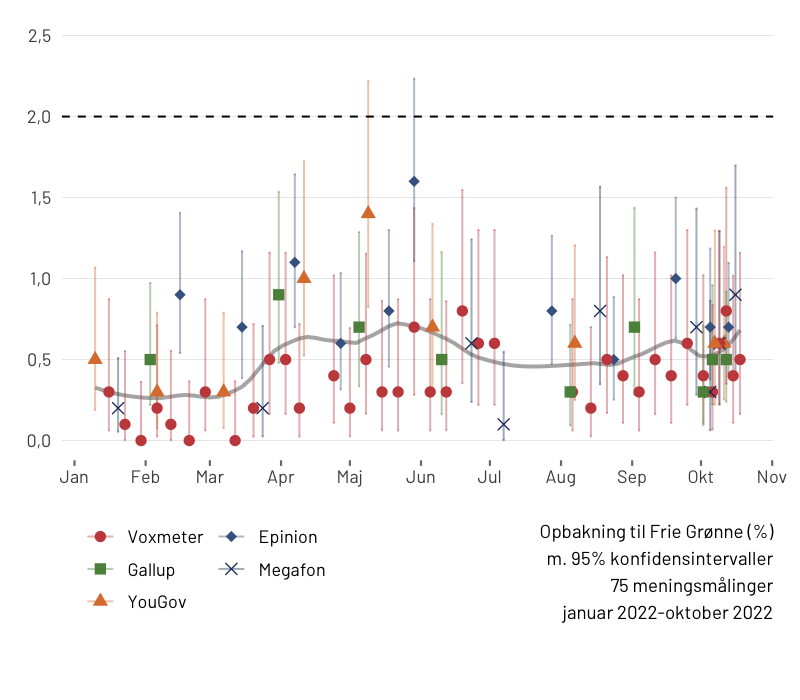 2,5
2,0
1,5
1,0
0,5
0,0
Jan Feb Mar Apr Maj Jun Jul Aug Sep Okt Nov
Voxmeter Epinion
Gallup Megafon
YouGov
Opbakning til Frie Grønne (%)
m. 95% konfidensintervaller
75 meningsmålinger
januar 2022-oktober 2022